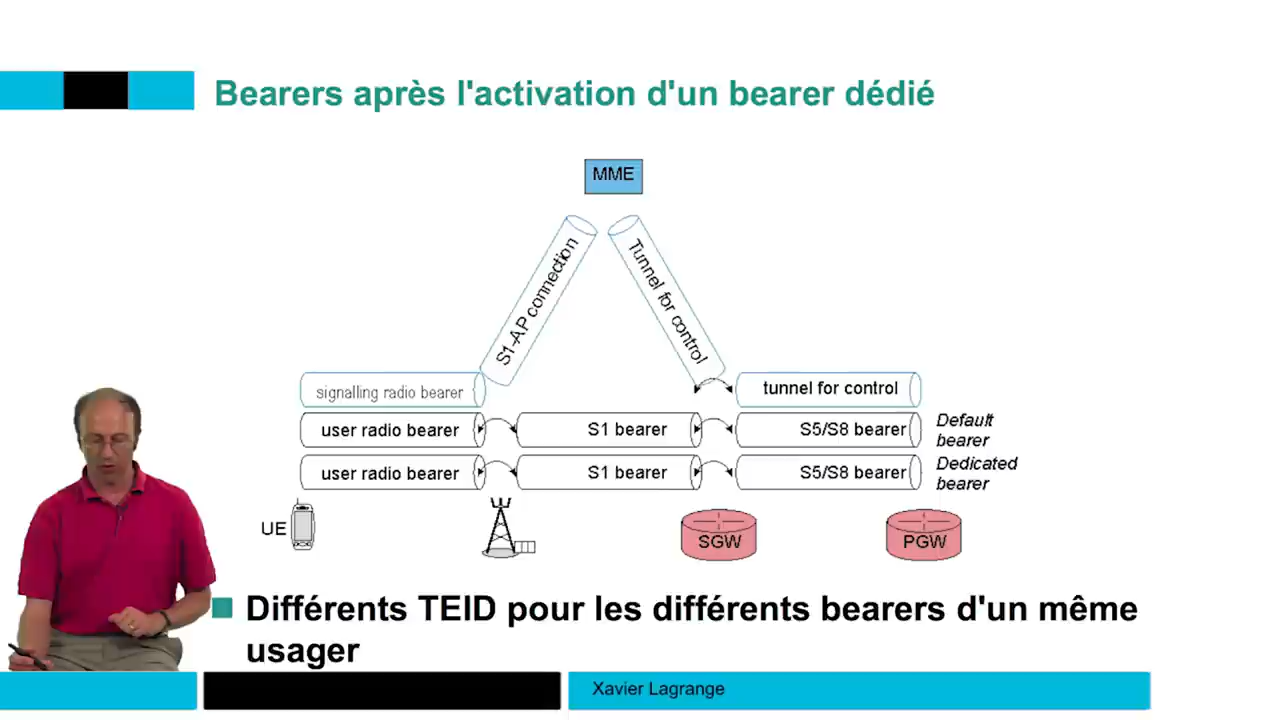 Bearers après l'activation d'un bearer dédié
MME
S1-AP connection
Tunnel for control
signalling radio bearer
tunnel for control
user radio bearer
S1 bearer
S5/S8 bearer
Default
bearer
user radio bearer
S1 bearer
S5/S8 bearer
Dedicated
bearer
UE
SGW
PGW
Différents TEID pour les différents bearers d'un même
usager
Xavier Lagrange